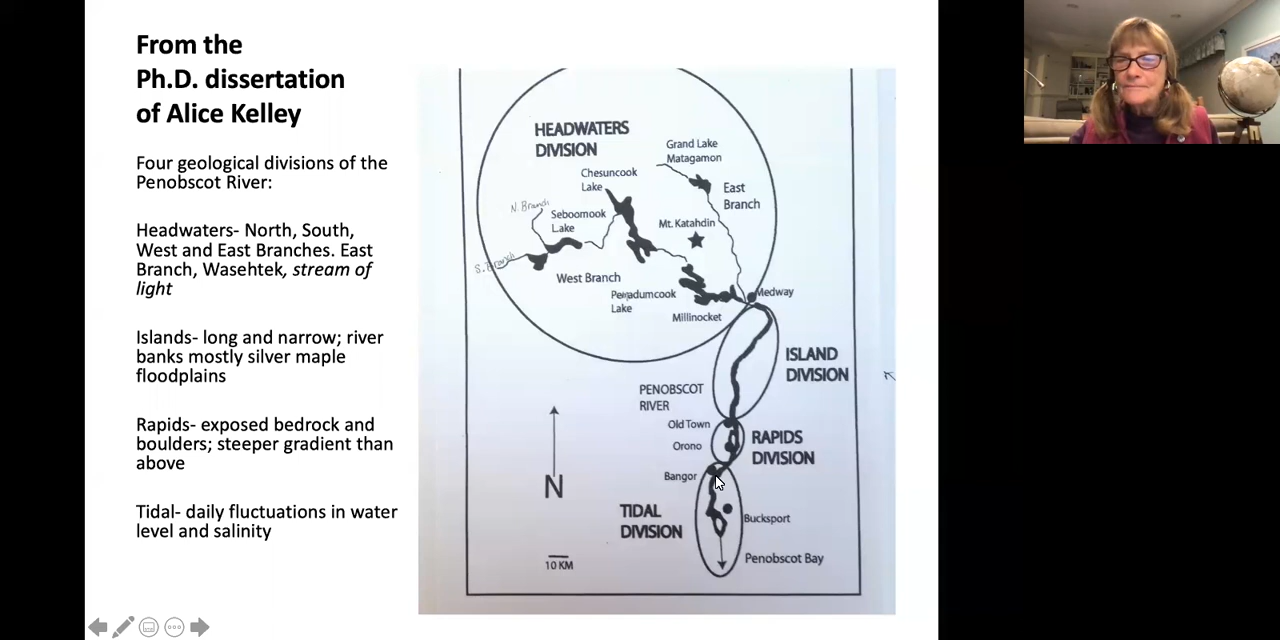 From the
Ph.D. dissertation
of Alice Kelley
Four geological divisions of the
Penobscot River:
Headwaters- North, South,
West and East Branches. East
Branch, Wasehtek, stream of
light
Islands- long and narrow; river
banks mostly silver maple
floodplains
Rapids- exposed bedrock and
boulders; steeper gradient than
above
Tidal- daily fluctuations in water
level and salinity
HEADWATERS
DIVISION
Grand Lake
Matagamon
Chesuncook
Lake
East
Branch
N. Branch
Seboomook
Lake
Mt. Katahdin
S. Branch
West Branch
Pemadumcook
Lake
Medway
Millinocket
ISLAND
DIVISION
PENOBSCOT
RIVER
Old Town
Orono
RAPIDS
DIVISION
Bangor
N
TIDAL
DIVISION
Bucksport
10 KM
Penobscot Bay